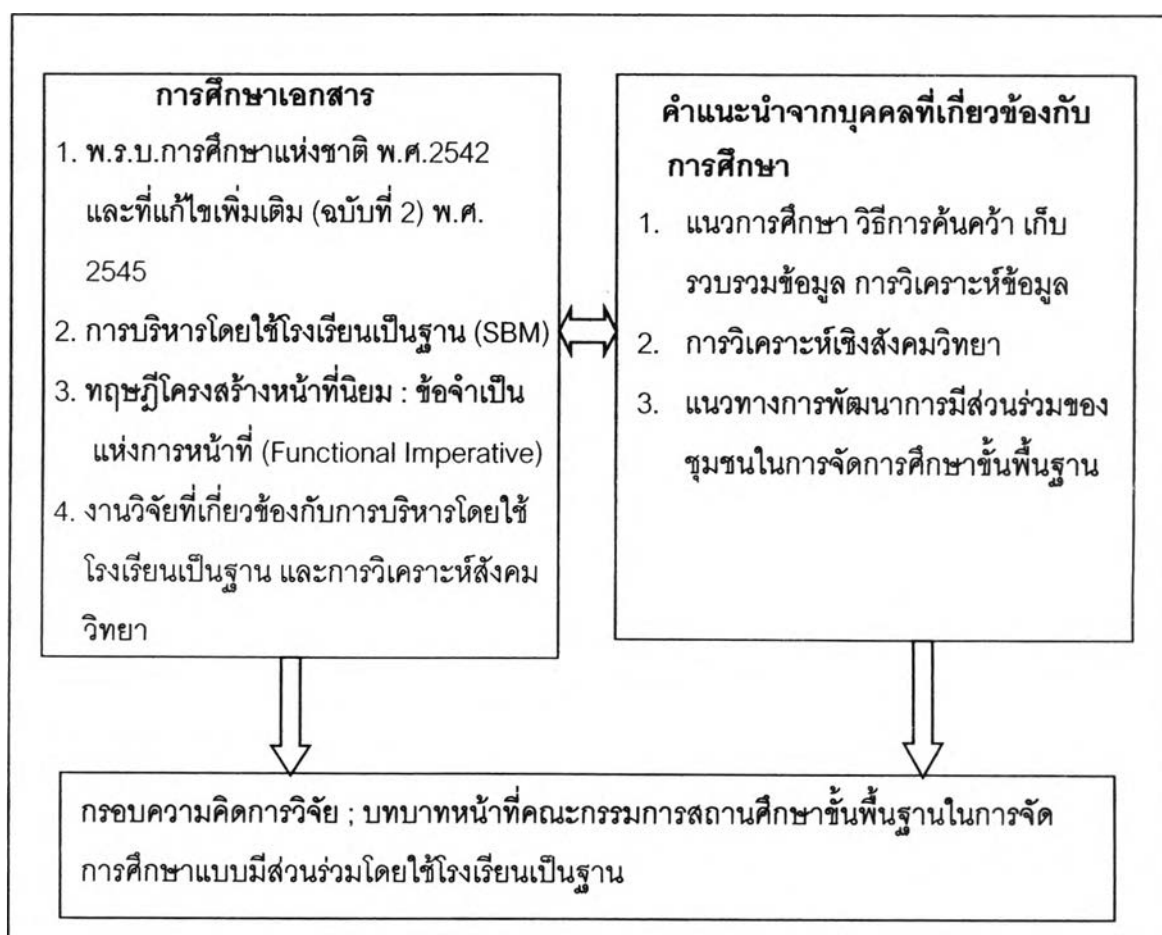 การศึกษาเอกสาร
1. พ.ร.บ.การศึกษาแห่งชาติ พ.ศ.2542
และที่แก้ไขเพิ่มเติม (ฉบับที่ 2) พ.ศ.
2545
2. การบริหารโดยใช้โรงเรียนเป็นฐาน (SBM)
3. ทฤษฎีโครงสร้างหน้าที่นิยม : ข้อจำเป็น
แห่งการหน้าที่ (Functional Imperative)
4. งานวิจัยที่เกี่ยวข้องกับการบริหารโดยใช้
โรงเรียนเป็นฐาน และการวิเคราะห์สังคม
วิทยา
คำแนะนำจากบุคคลที่เกี่ยวข้องกับ
การศึกษา
1. แนวการศึกษา วิธีการค้นคว้า เก็บ
รวบรวมข้อมูล การวิเคราะห์ข้อมูล
2. การวิเคราะห์เชิงสังคมวิทยา
3. แนวทางการพัฒนาการมีส่วนร่วมของ
ชุมชนในการจัดการศึกษาขั้นพื้นฐาน
กรอบความคิดการวิจัย ; บทบาทหน้าที่คณะกรรมการสถานศึกษาขั้นพื้นฐานในการจัด
การศึกษาแบบมีส่วนร่วมโดยใช้โรงเรียนเป็นฐาน